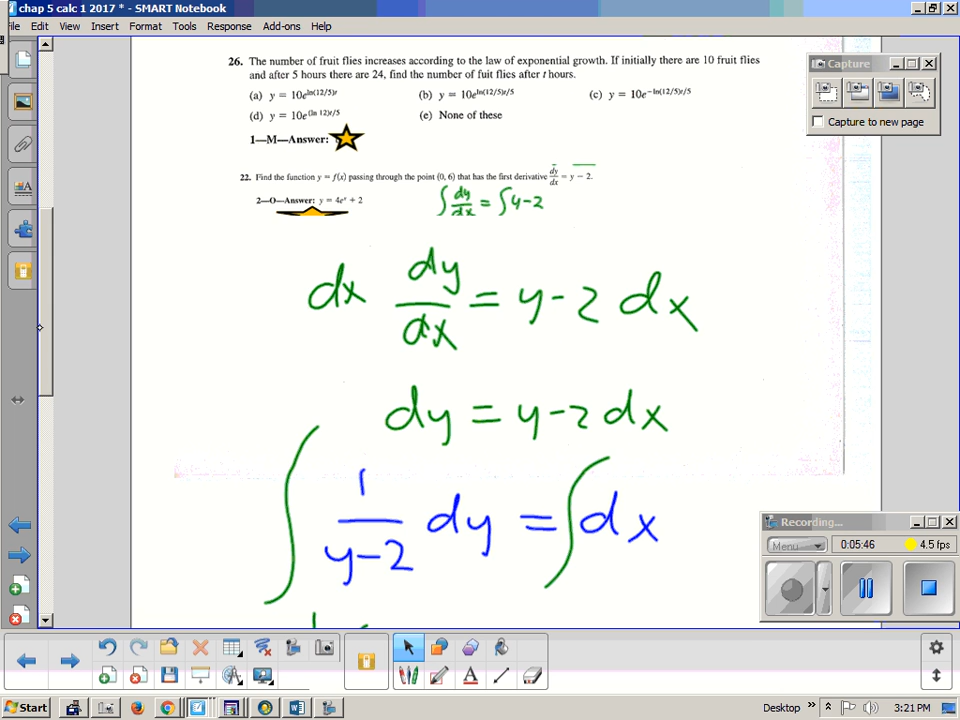 chap 5 calc 1 2017 * - SMART Notebook
File Edit View Insert Format Tools Response Add-ons Help
26. The number of fruit flies increases according to the law of exponential growth. If initially there are 10 fruit flies
and after 5 hours there are 24, find the number of fuit flies after t hours.
(a) y = 10e^ln(12/5)t (b) y = 10e^ln(12/5)t/5 (c) y = 10e^−ln(12/5)t/5
(d) y = 10e^(ln 12)t/5 (e) None of these
1—M—Answer:
22. Find the function y = f(x) passing through the point (0, 6) that has the first derivative dy/dx = y − 2.
2—O—Answer: y = 4e^x + 2
∫ dy/dx = ∫ y-2
dx dy/dx = y-2 dx
dy = y-2 dx
∫ 1/(y-2) dy = ∫ dx
Capture
Capture to new page
Recording...
Menu 0:05:46 4.5 fps
Start Desktop » 3:21 PM